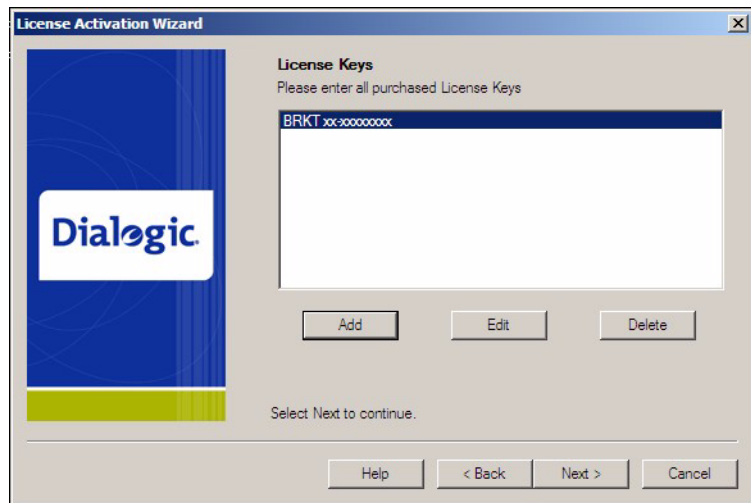 License Activation Wizard
License Keys
Please enter all purchased License Keys
BRKT xx-xxxxxxxx
Dialogic.
Add Edit Delete
Select Next to continue.
Help < Back Next > Cancel